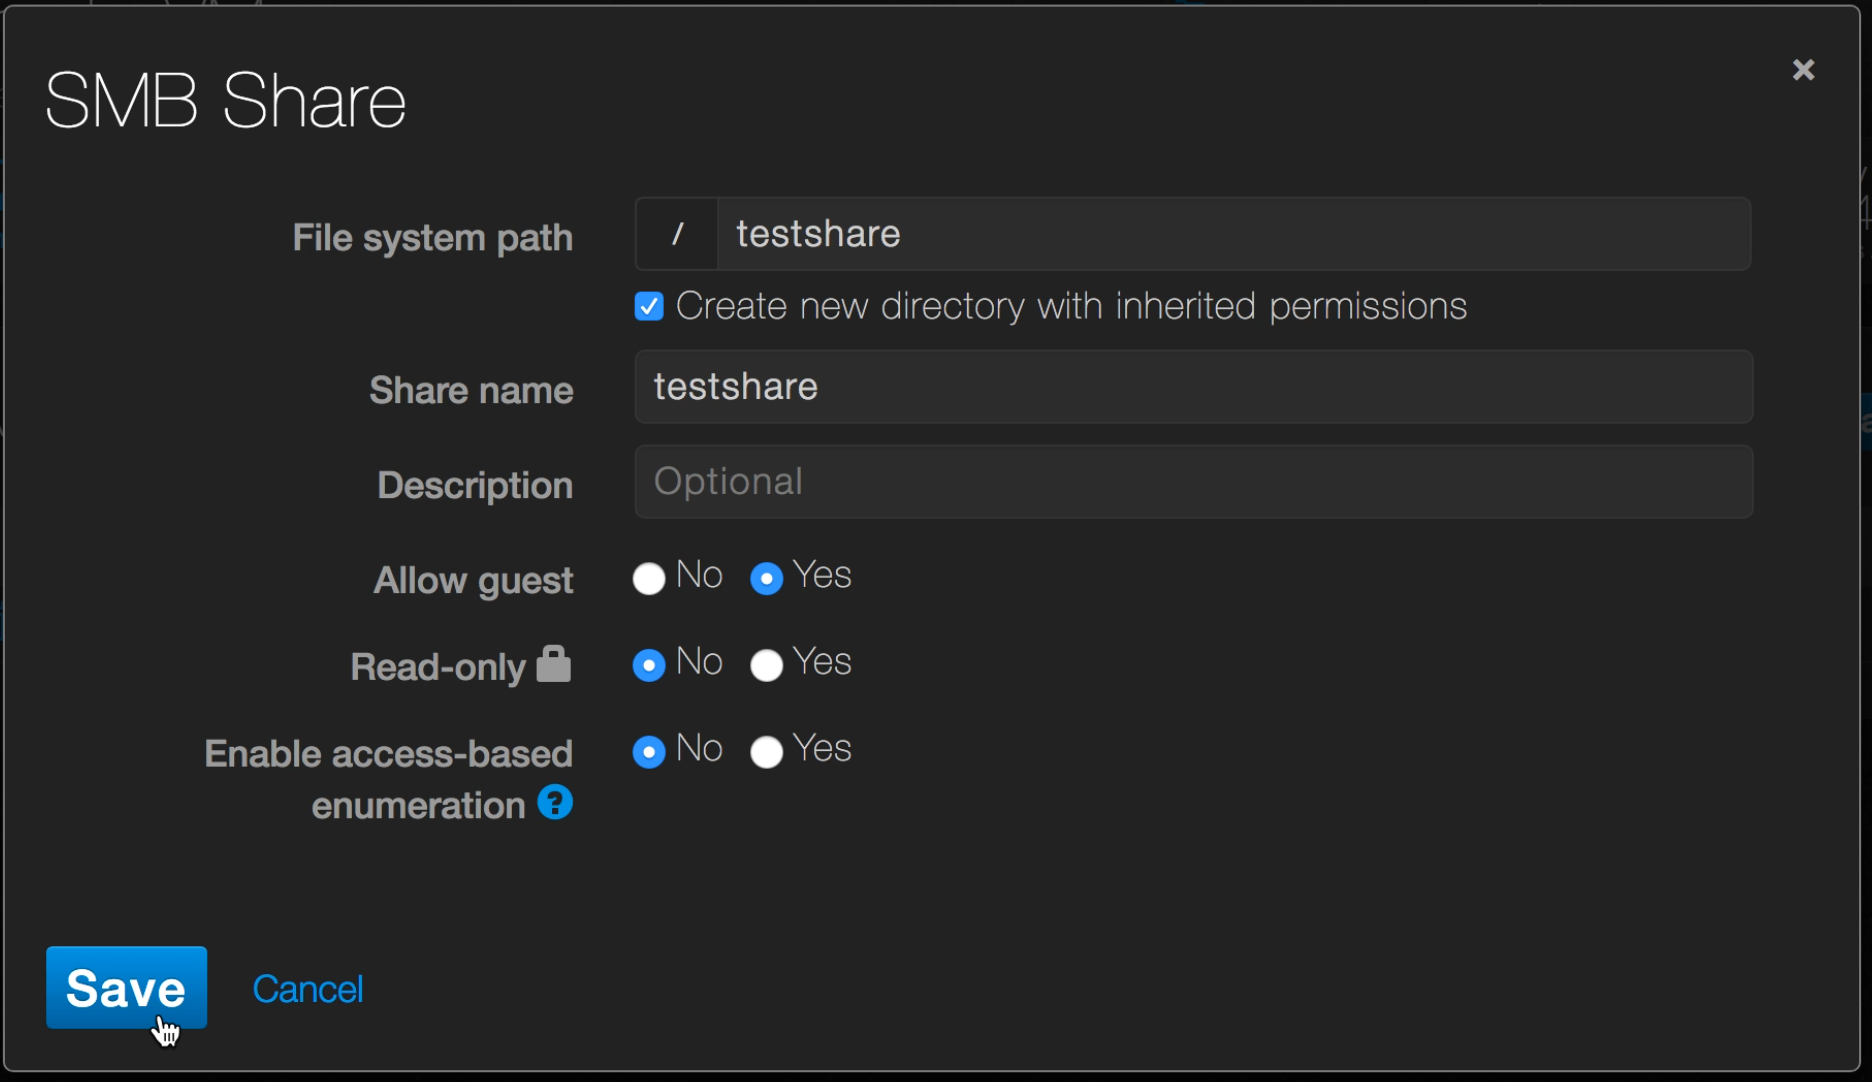 SMB Share
×
File system path
/ testshare
Create new directory with inherited permissions
Share name
testshare
Description
Optional
Allow guest
No Yes
Read-only
No Yes
Enable access-based
enumeration ?
No Yes
Save
Cancel